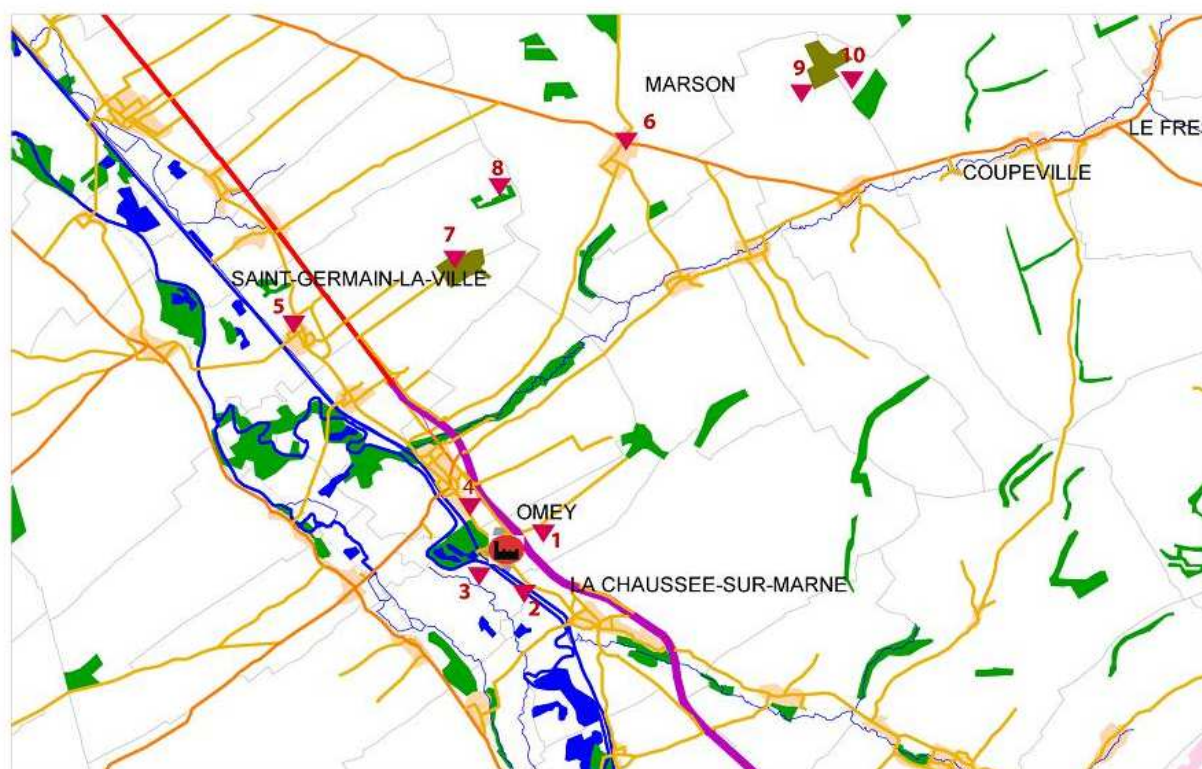 9
10
MARSON
6
LE FRE
COUPEVILLE
8
7
SAINT-GERMAIN-LA-VILLE
5
4
OMEY
1
LA CHAUSSEE-SUR-MARNE
3
2